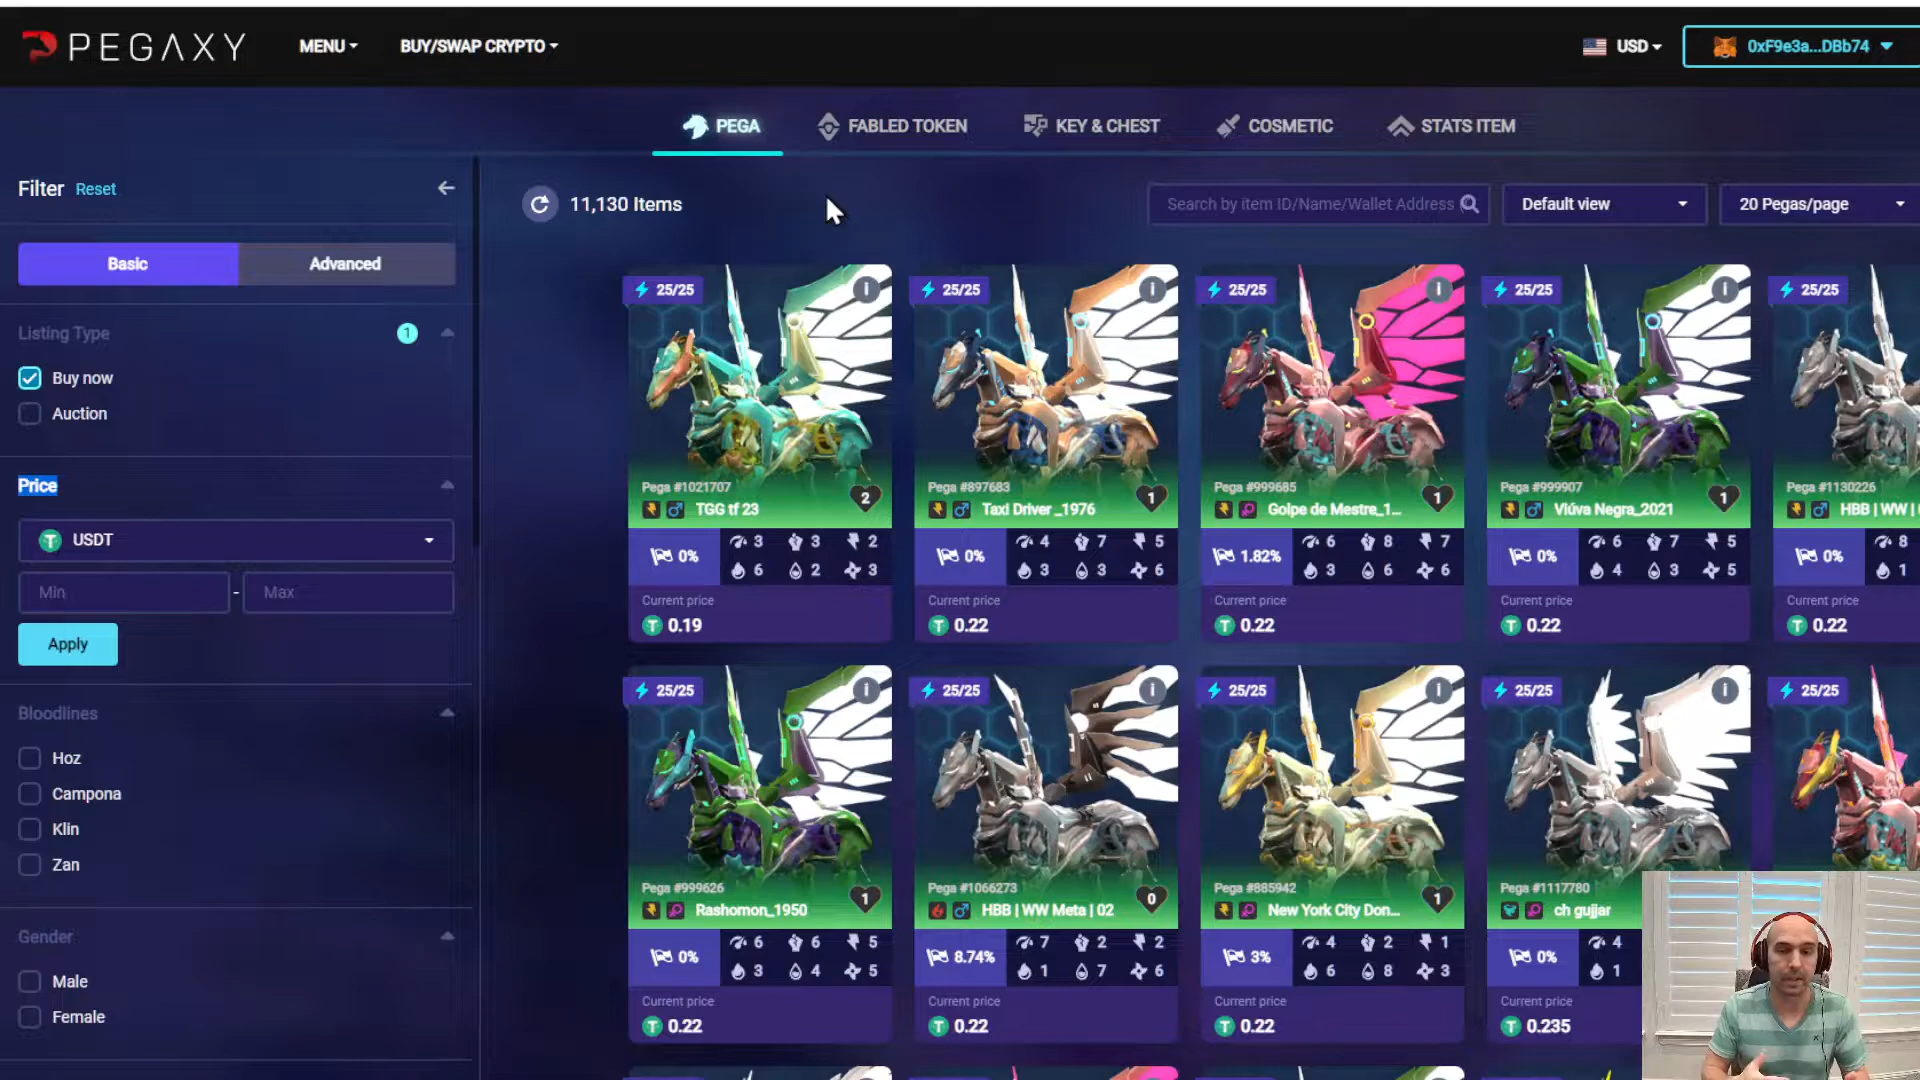 PEGAXY
MENU
BUY/SWAP CRYPTO
USD
0xF9e3a...DBb74
PEGA
FABLED TOKEN
KEY & CHEST
COSMETIC
STATS ITEM
Filter Reset
11,130 Items
Search by item ID/Name/Wallet Address
Default view
20 Pegas/page
Basic
Advanced
Listing Type
1
Buy now
Auction
Price
USDT
Min
-
Max
Apply
Bloodlines
Hoz
Campona
Klin
Zan
Gender
Male
Female
25/25
25/25
25/25
25/25
25/25
Pega #1021707
2
Pega #897683
1
Pega #999685
1
Pega #999907
1
Pega #1130226
TGG tf 23
Taxi Driver _1976
Golpe de Mestre_1...
Viúva Negra_2021
HBB | WW |
0% 3 3 2
6 2 3
0% 4 7 5
3 3 6
1.82% 6 8 7
3 6 6
0% 6 7 5
4 3 5
0% 8
1
Current price
0.19
Current price
0.22
Current price
0.22
Current price
0.22
Current price
0.22
25/25
25/25
25/25
25/25
25/25
Pega #999626
1
Pega #1066273
0
Pega #885942
1
Pega #1117780
Rashomon_1950
HBB | WW Meta | 02
New York City Don...
ch gujjar
0% 6 6 5
3 4 5
8.74% 7 2 2
1 7 6
3% 4 2 1
6 8 3
0% 4
1
Current price
0.22
Current price
0.22
Current price
0.22
Current price
0.235